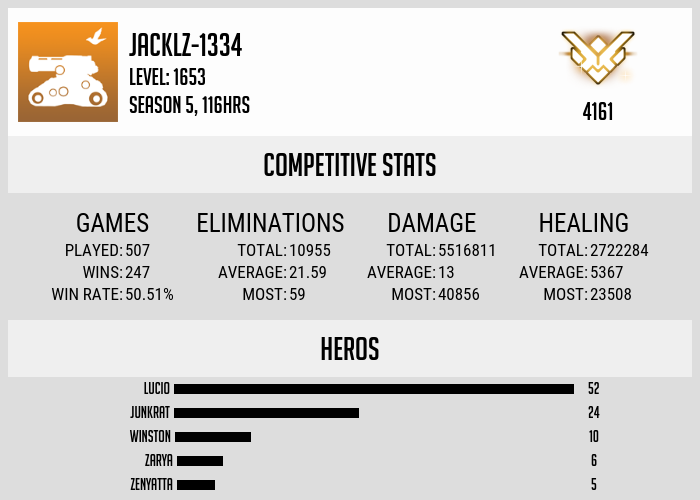 JACKLZ-1334
LEVEL: 1653
SEASON 5, 116HRS
4161
COMPETITIVE STATS
GAMES
PLAYED: 507
WINS: 247
WIN RATE: 50.51%
ELIMINATIONS
TOTAL: 10955
AVERAGE: 21.59
MOST: 59
DAMAGE
TOTAL: 5516811
AVERAGE: 13
MOST: 40856
HEALING
TOTAL: 2722284
AVERAGE: 5367
MOST: 23508
HEROS
LUCIO 52
JUNKRAT 24
WINSTON 10
ZARYA 6
ZENYATTA 5